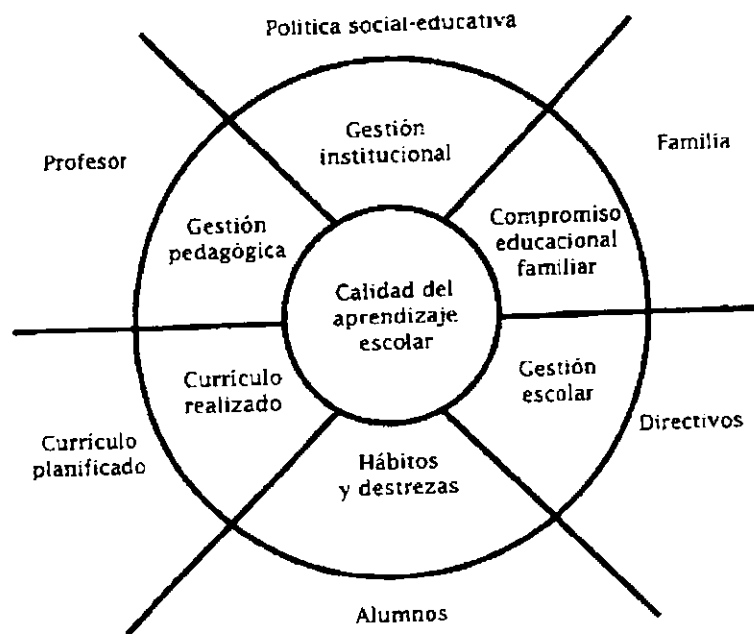 Política social-educativa
Profesor
Gestión
institucional
Familia
Gestión
pedagógica
Compromiso
educacional
familiar
Calidad del
aprendizaje
escolar
Currículo
realizado
Gestión
escolar
Currículo
planificado
Hábitos
y destrezas
Directivos
Alumnos